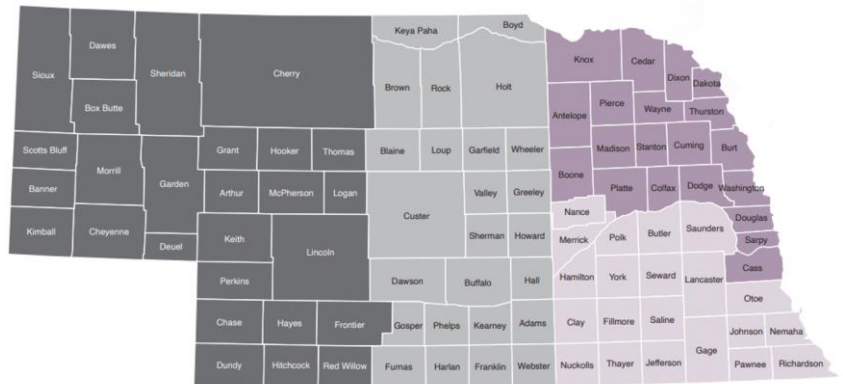 Sioux
Dawes
Box Butte
Sheridan
Cherry
Keya Paha
Boyd
Brown
Rock
Holt
Knox
Cedar
Dixon
Dakota
Antelope
Pierce
Wayne
Thurston
Scotts Bluff
Banner
Kimball
Morrill
Cheyenne
Garden
Deuel
Grant
Hooker
Thomas
Arthur
McPherson
Logan
Keith
Lincoln
Perkins
Chase
Hayes
Frontier
Dundy
Hitchcock
Red Willow
Blaine
Loup
Garfield
Wheeler
Custer
Valley
Greeley
Sherman
Howard
Dawson
Buffalo
Hall
Gosper
Phelps
Kearney
Adams
Furnas
Harlan
Franklin
Webster
Boone
Madison
Stanton
Cuming
Burt
Platte
Colfax
Dodge
Washington
Douglas
Sarpy
Cass
Nance
Merrick
Polk
Butler
Saunders
Hamilton
York
Seward
Lancaster
Otoe
Clay
Fillmore
Saline
Gage
Johnson
Nemaha
Nuckolls
Thayer
Jefferson
Pawnee
Richardson